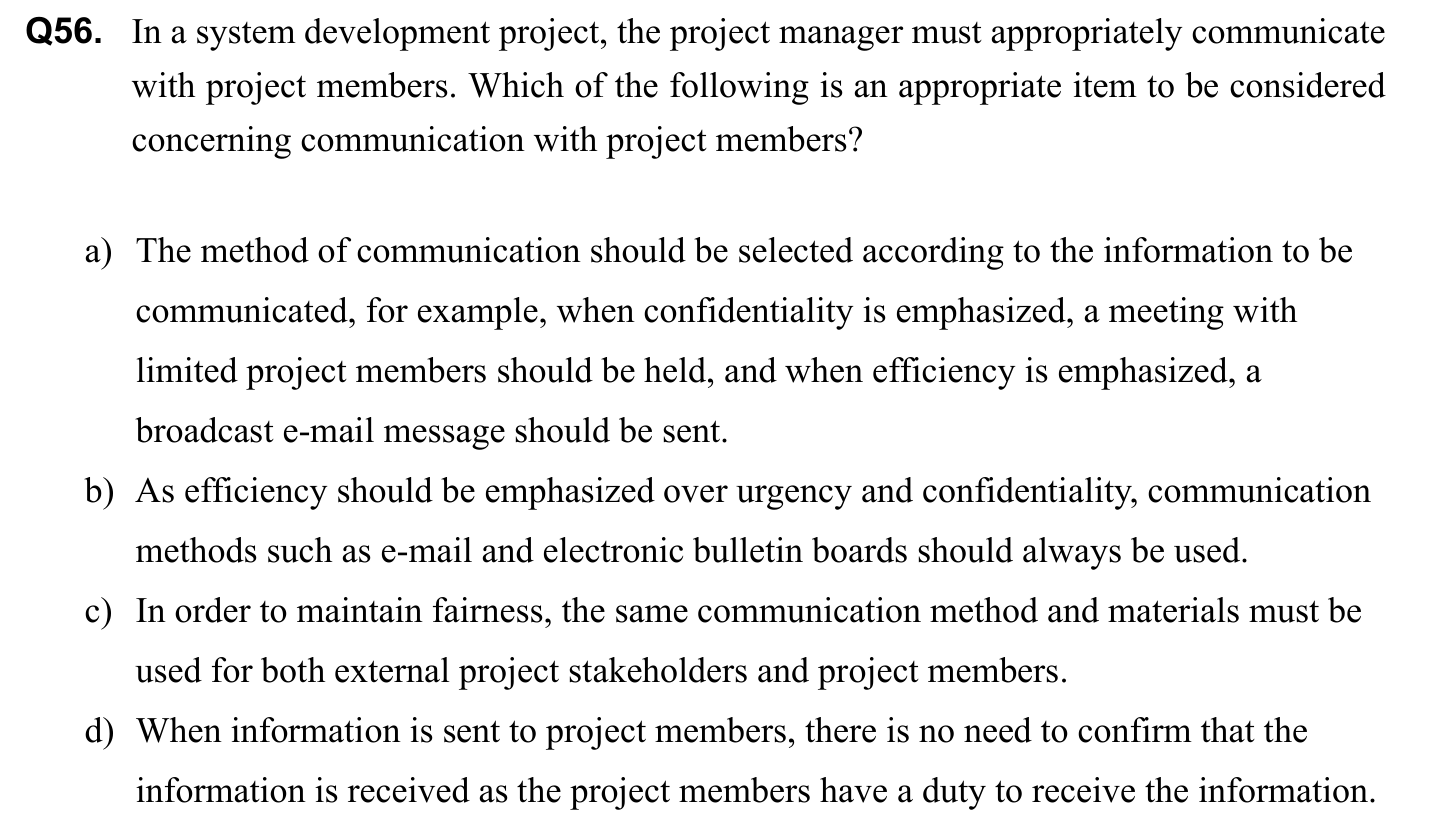 Q56. In a system development project, the project manager must appropriately communicate
with project members. Which of the following is an appropriate item to be considered
concerning communication with project members?
a) The method of communication should be selected according to the information to be
communicated, for example, when confidentiality is emphasized, a meeting with
limited project members should be held, and when efficiency is emphasized, a
broadcast e-mail message should be sent.
b) As efficiency should be emphasized over urgency and confidentiality, communication
methods such as e-mail and electronic bulletin boards should always be used.
c) In order to maintain fairness, the same communication method and materials must be
used for both external project stakeholders and project members.
d) When information is sent to project members, there is no need to confirm that the
information is received as the project members have a duty to receive the information.